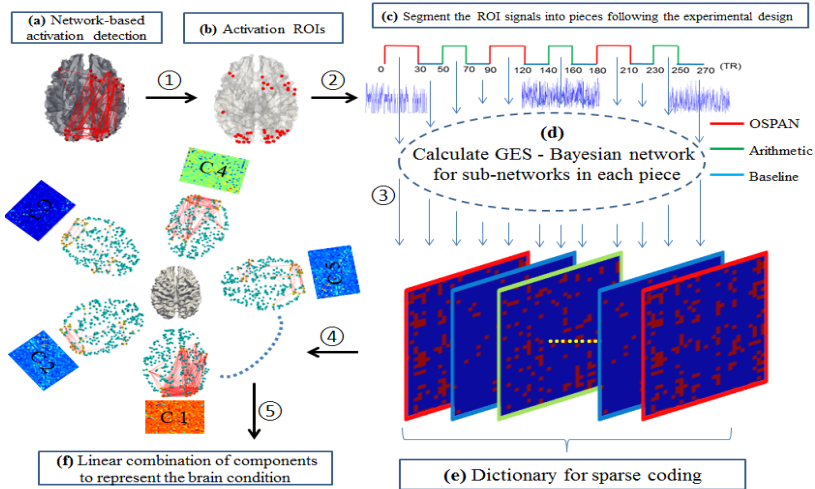 (a) Network-based
activation detection
(b) Activation ROIs
(c) Segment the ROI signals into pieces following the experimental design
①
②
0 30 50 70 90 120 140 160 180 210 230 250 270 (TR)
(d)
Calculate GES - Bayesian network
for sub-networks in each piece
OSPAN
Arithmetic
Baseline
③
C 4
C3
C5
C2
C 1
④
⑤
(f) Linear combination of components
to represent the brain condition
(e) Dictionary for sparse coding